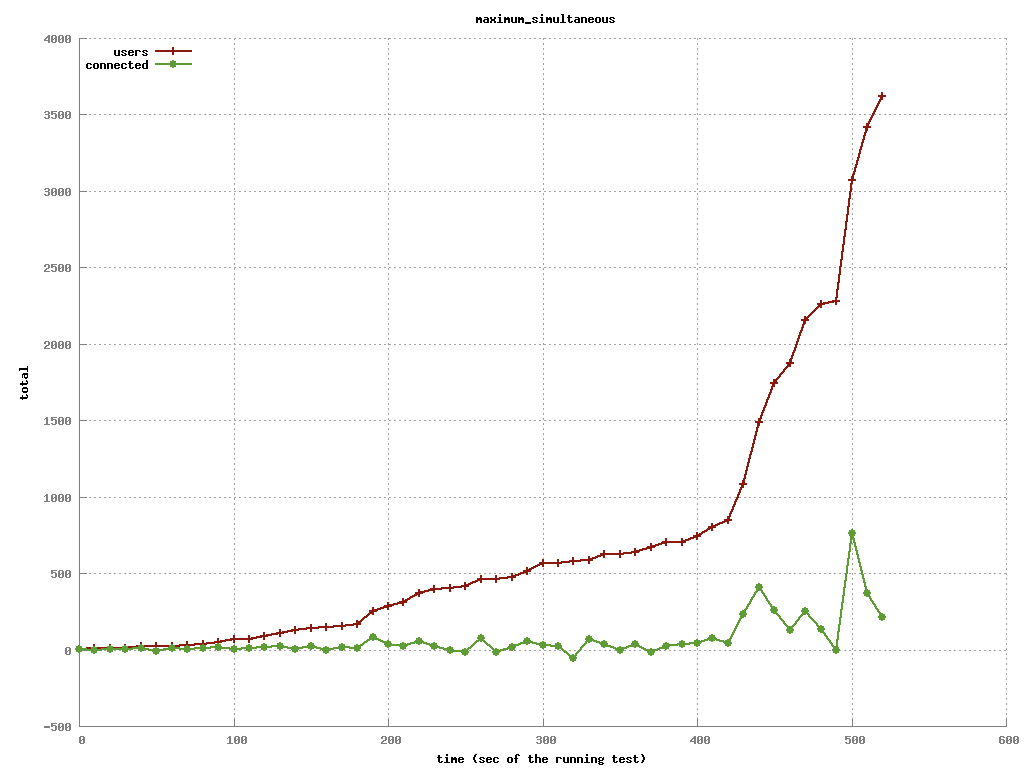 maximum_simultaneous
4000
users
connected
3500
3000
2500
2000
total
1500
1000
500
0
-500
0 100 200 300 400 500 600
time (sec of the running test)